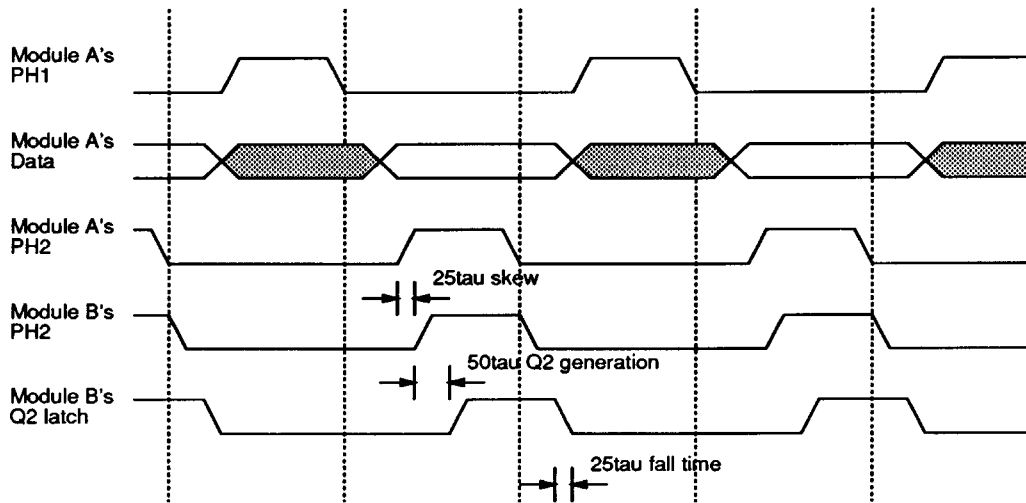 Module A's
PH1
Module A's
Data
Module A's
PH2
25tau skew
Module B's
PH2
50tau Q2 generation
Module B's
Q2 latch
25tau fall time